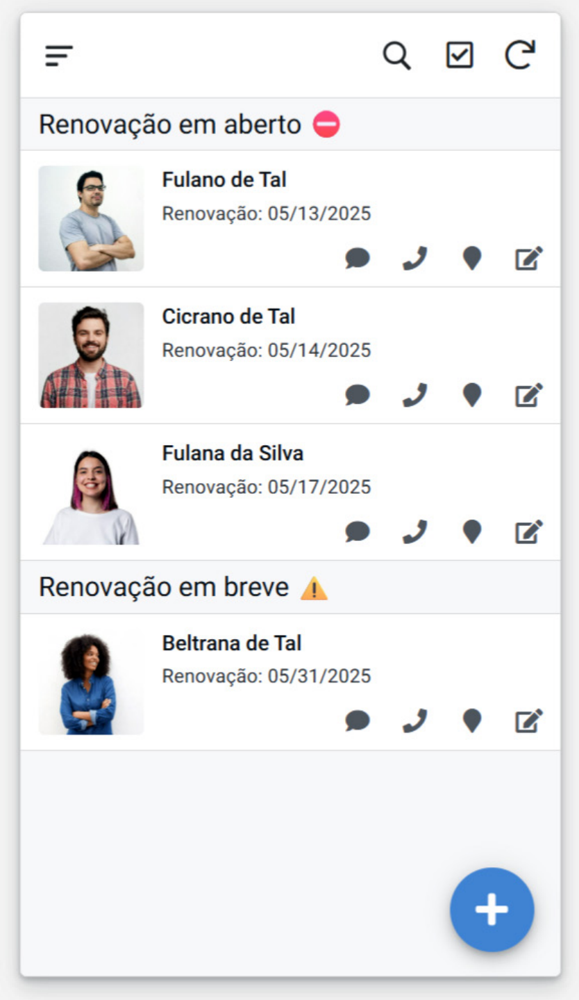 Renovação em aberto ⛔
Fulano de Tal
Renovação: 05/13/2025
Cicrano de Tal
Renovação: 05/14/2025
Fulana da Silva
Renovação: 05/17/2025
Renovação em breve ⚠️
Beltrana de Tal
Renovação: 05/31/2025